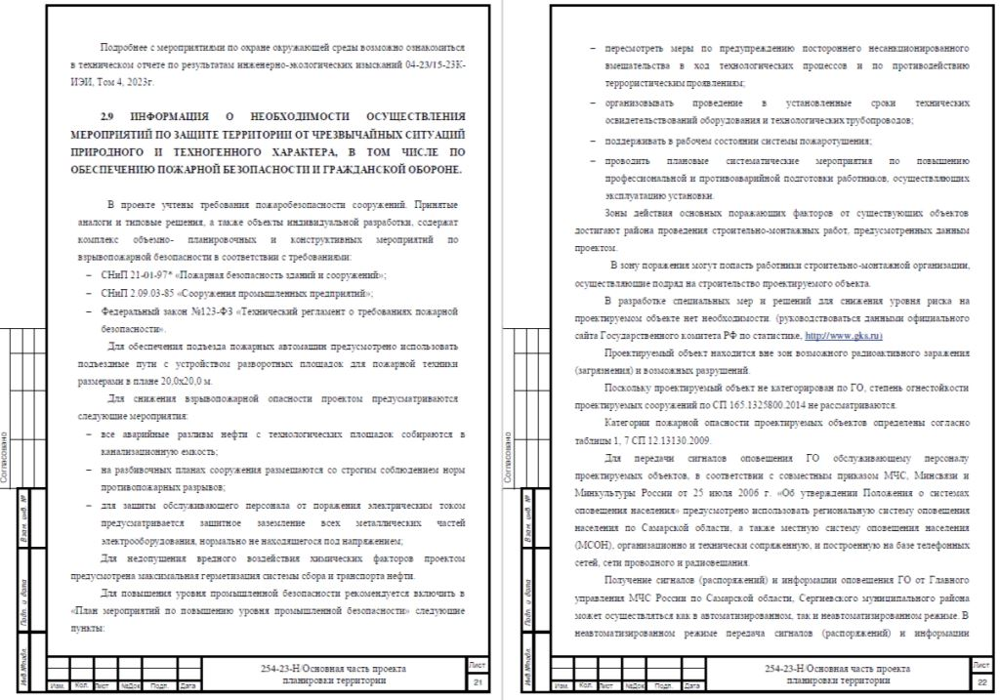 Подробнее с мероприятиями по охране окружающей среды возможно ознакомиться
в техническом отчете по результатам инженерно-экологических изысканий 04-23/15-23К-
ИЭИ, Том 4, 2023г.
2.9 ИНФОРМАЦИЯ О НЕОБХОДИМОСТИ ОСУЩЕСТВЛЕНИЯ
МЕРОПРИЯТИЙ ПО ЗАЩИТЕ ТЕРРИТОРИИ ОТ ЧРЕЗВЫЧАЙНЫХ СИТУАЦИЙ
ПРИРОДНОГО И ТЕХНОГЕННОГО ХАРАКТЕРА, В ТОМ ЧИСЛЕ ПО
ОБЕСПЕЧЕНИЮ ПОЖАРНОЙ БЕЗОПАСНОСТИ И ГРАЖДАНСКОЙ ОБОРОНЕ.
В проекте учтены требования пожаробезопасности сооружений. Принятые
аналоги и типовые решения, а также объекты индивидуальной разработки, содержат
комплекс объемно- планировочных и конструктивных мероприятий по
взрывопожарной безопасности в соответствии с требованиями:
– СНиП 21-01-97* «Пожарная безопасность зданий и сооружений»;
– СНиП 2.09.03-85 «Сооружения промышленных предприятий»;
– Федеральный закон №123-ФЗ «Технический регламент о требованиях пожарной
безопасности».
Для обеспечения подъезда пожарных автомашин предусмотрено использовать
подъездные пути с устройством разворотных площадок для пожарной техники
размерами в плане 20,0х20,0 м.
Для снижения взрывопожарной опасности проектом предусматриваются
следующие мероприятия:
– все аварийные разливы нефти с технологических площадок собираются в
канализационную емкость;
– на разбивочных планах сооружения размещаются со строгим соблюдением норм
противопожарных разрывов;
– для защиты обслуживающего персонала от поражения электрическим током
предусматривается защитное заземление всех металлических частей
электрооборудования, нормально не находящегося под напряжением;
Для недопущения вредного воздействия химических факторов проектом
предусмотрена максимальная герметизация системы сбора и транспорта нефти.
Для повышения уровня промышленной безопасности рекомендуется включить в
«План мероприятий по повышению уровня промышленной безопасности» следующие
пункты:
Согласовано
Взам. инв. №
Подп. и дата
Инв.№подл.
Изм. Кол. Лист №Док Подп. Дата
254-23-Н/Основная часть проекта
планировки территории
Лист
21
– пересмотреть меры по предупреждению постороннего несанкционированного
вмешательства в ход технологических процессов и по противодействию
террористическим проявлениям;
– организовывать проведение в установленные сроки технических
освидетельствований оборудования и технологических трубопроводов;
– поддерживать в рабочем состоянии системы пожаротушения;
– проводить плановые систематические мероприятия по повышению
профессиональной и противоаварийной подготовки работников, осуществляющих
эксплуатацию установки.
Зоны действия основных поражающих факторов от существующих объектов
достигают района проведения строительно-монтажных работ, предусмотренных данным
проектом.
В зону поражения могут попасть работники строительно-монтажной организации,
осуществляющие подряд на строительство проектируемого объекта.
В разработке специальных мер и решений для снижения уровня риска на
проектируемом объекте нет необходимости. (руководствоваться данными официального
сайта Государственного комитета РФ по статистике, http://www.gks.ru)
Проектируемый объект находится вне зон возможного радиоактивного заражения
(загрязнения) и возможных разрушений.
Поскольку проектируемый объект не категорирован по ГО, степень огнестойкости
проектируемых сооружений по СП 165.1325800.2014 не рассматриваются.
Категории пожарной опасности проектируемых объектов определены согласно
таблицы 1, 7 СП 12.13130.2009.
Для передачи сигналов оповещения ГО обслуживающему персоналу
проектируемых объектов, в соответствии с совместным приказом МЧС, Минсвязи и
Минкультуры России от 25 июля 2006 г. «Об утверждении Положения о системах
оповещения населения» предусмотрено использовать региональную систему оповещения
населения по Самарской области, а также местную систему оповещения населения
(МСОН), организационно и технически сопряженную, и построенную на базе телефонных
сетей, сети проводного и радиовещания.
Получение сигналов (распоряжений) и информации оповещения ГО от Главного
управления МЧС России по Самарской области, Сергиевского муниципального района
может осуществляться как в автоматизированном, так и неавтоматизированном режиме. В
неавтоматизированном режиме передача сигналов (распоряжений) и информации
Согласовано
Взам. инв. №
Подп. и дата
Инв.№подл.
Изм. Кол. Лист №Док Подп. Дата
254-23-Н/Основная часть проекта
планировки территории
Лист
22